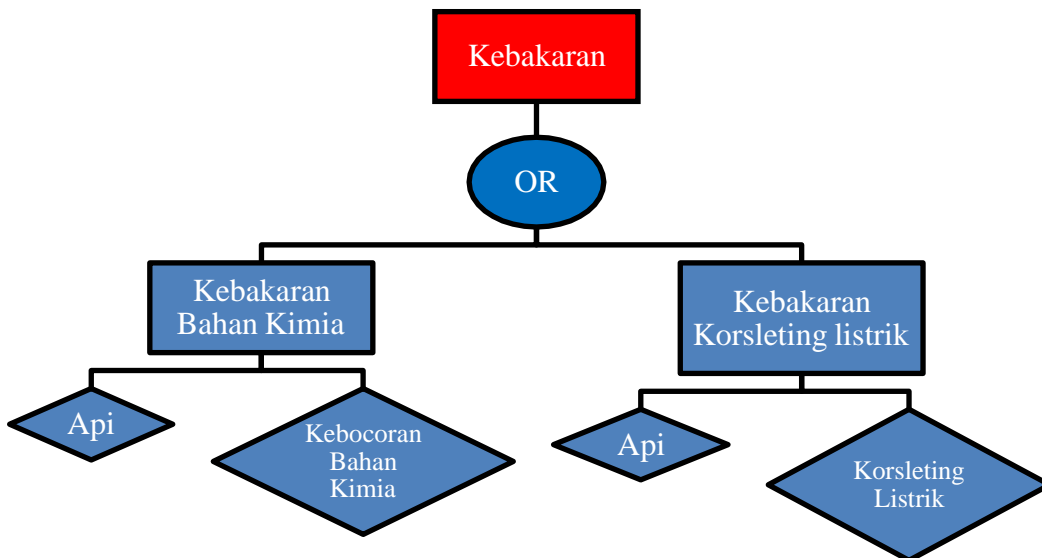 Kebakaran
OR
Kebakaran
Bahan Kimia
Kebakaran
Korsleting listrik
Api
Kebocoran
Bahan
Kimia
Api
Korsleting
Listrik